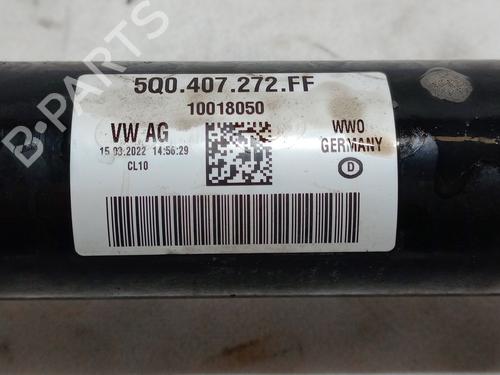 B-PARTS
5Q0.407.272.FF
10018050
VW AG
15.03.2022 14:56:29
CL10
WWO
GERMANY
D